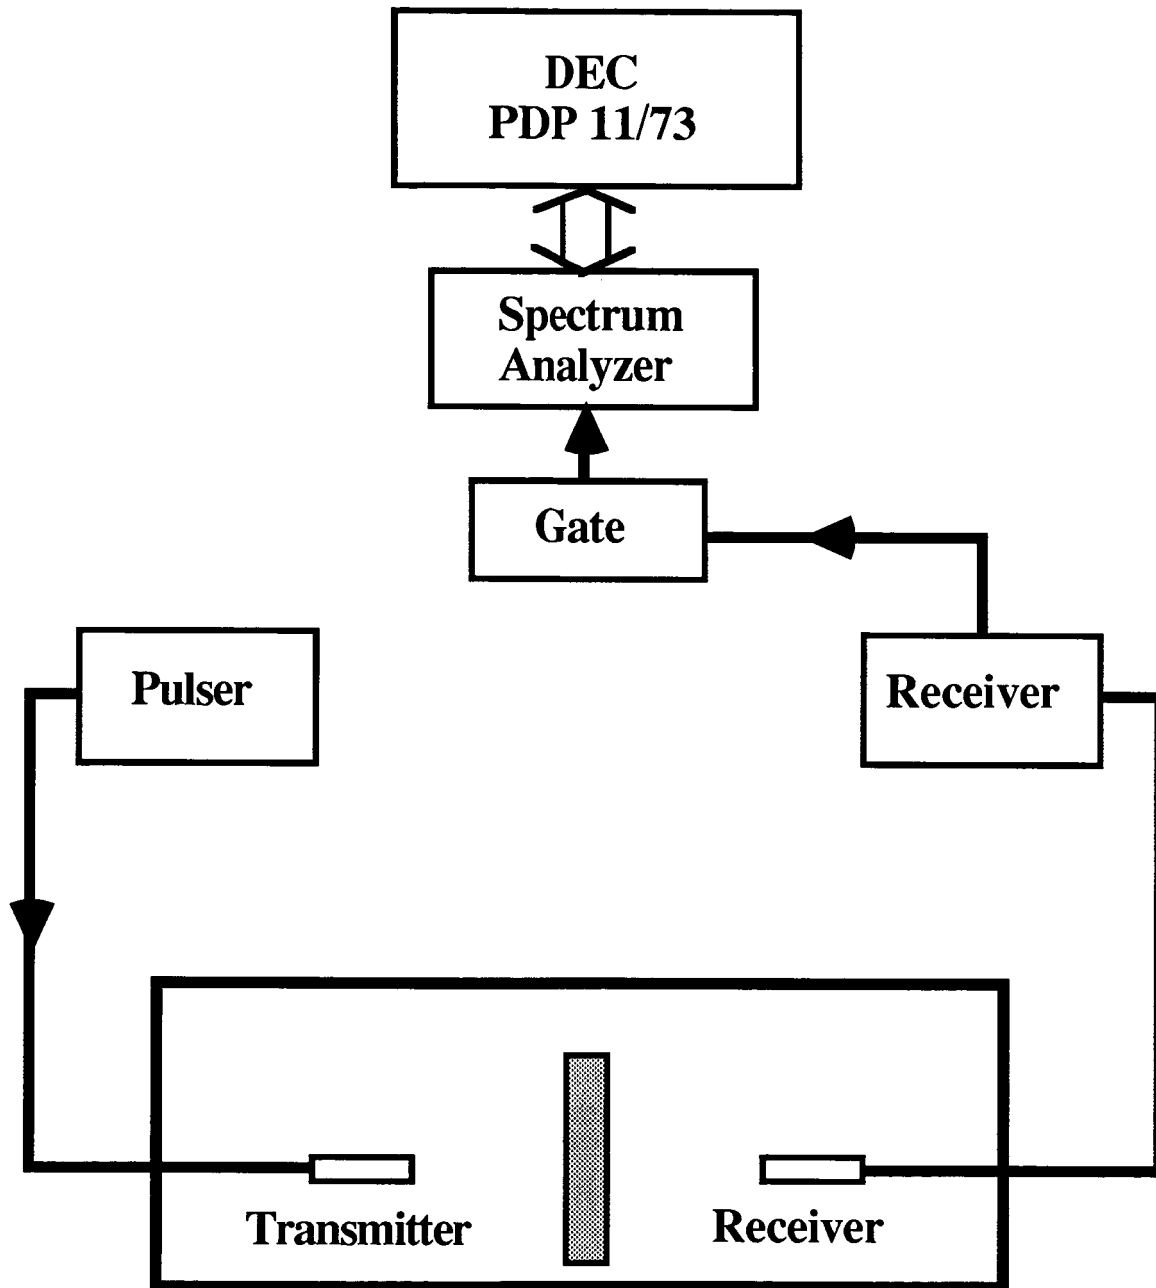 DEC
PDP 11/73
Spectrum
Analyzer
Gate
Pulser
Receiver
Transmitter
Receiver